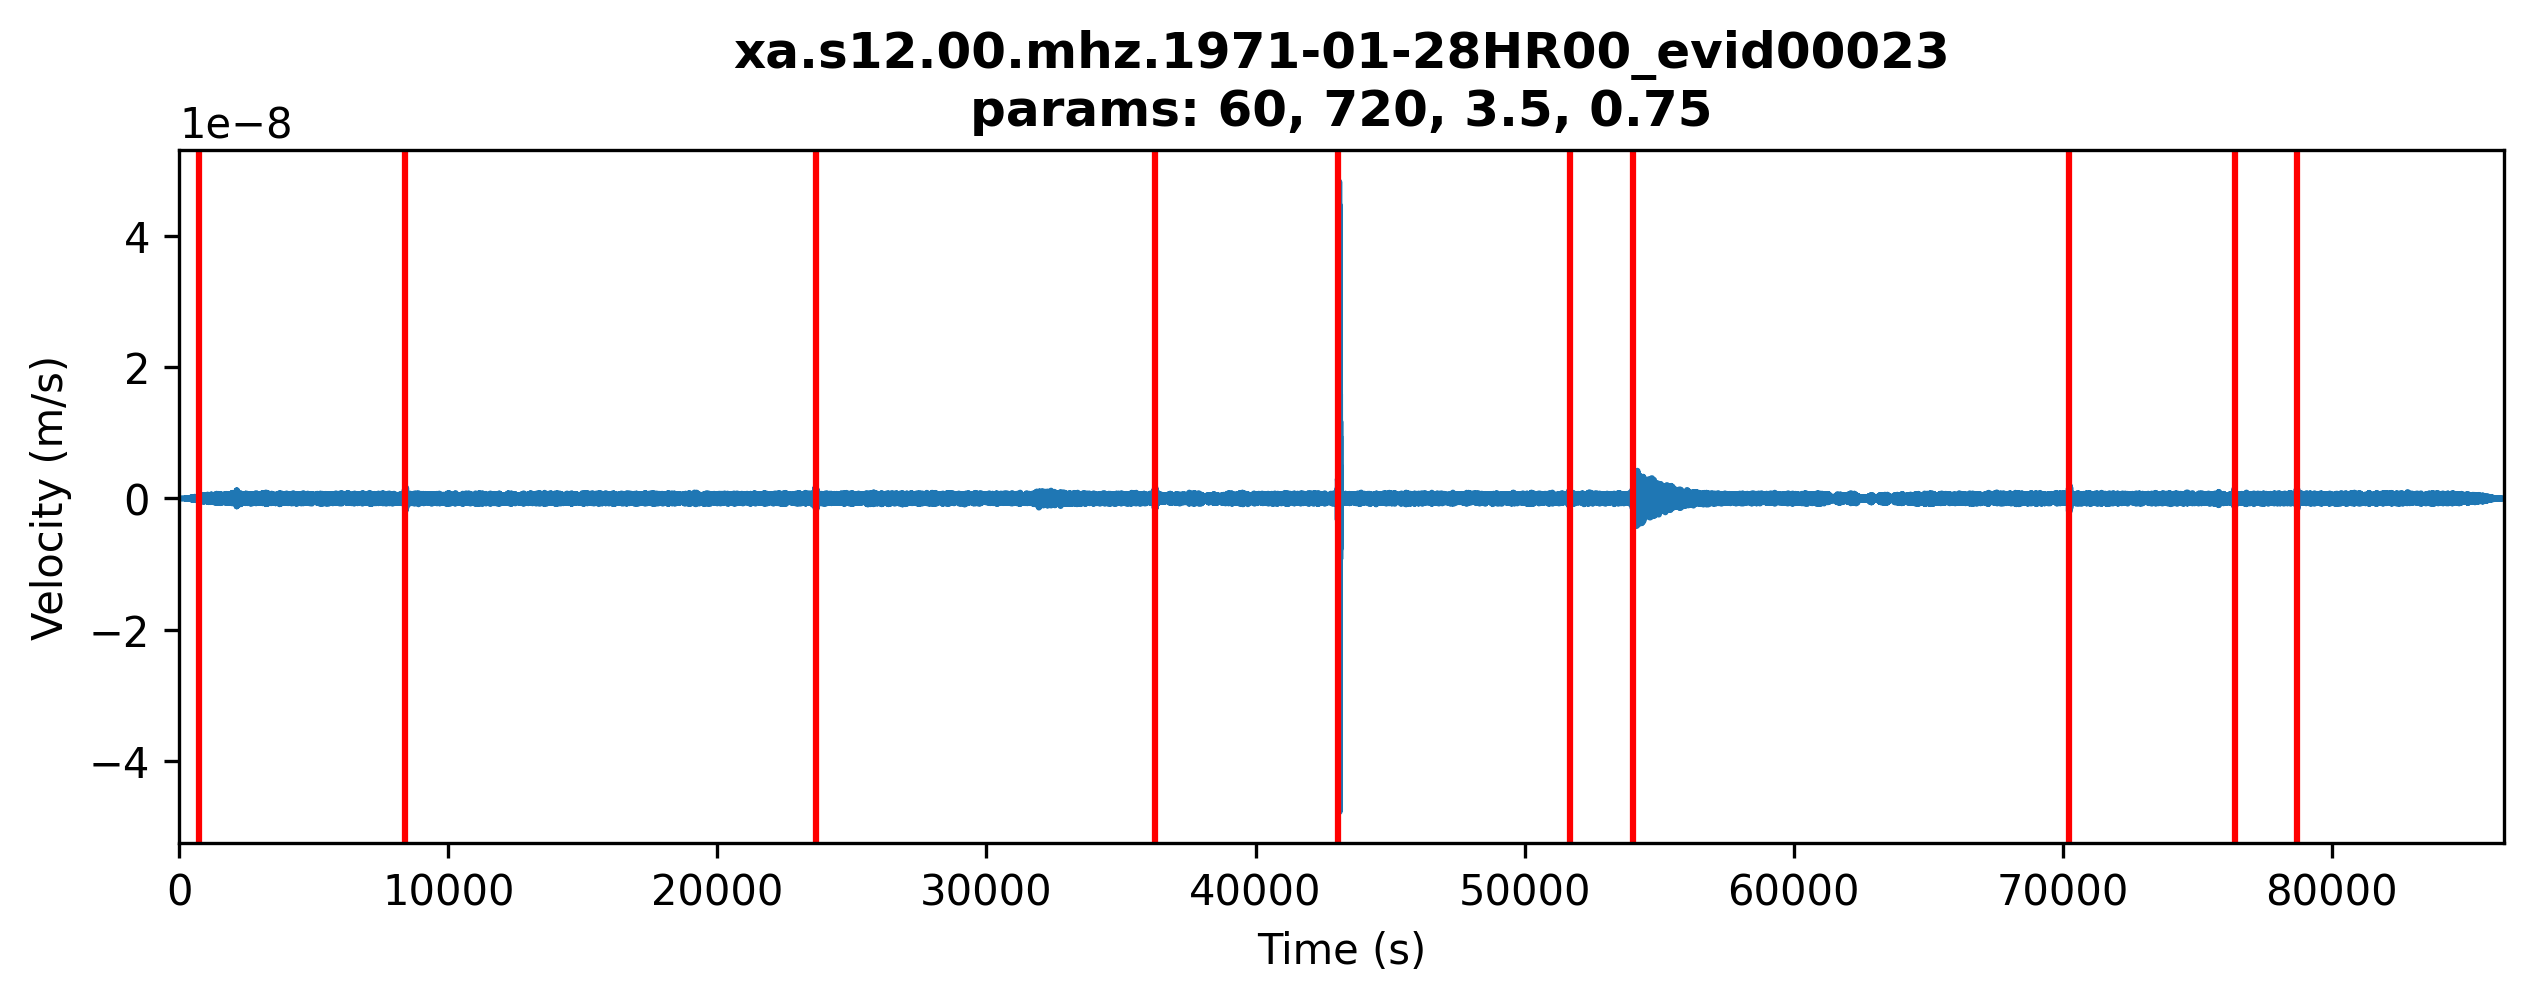 xa.s12.00.mhz.1971-01-28HR00_evid00023
params: 60, 720, 3.5, 0.75
1e−8
4
2
0
−2
−4
Velocity (m/s)
0 10000 20000 30000 40000 50000 60000 70000 80000
Time (s)